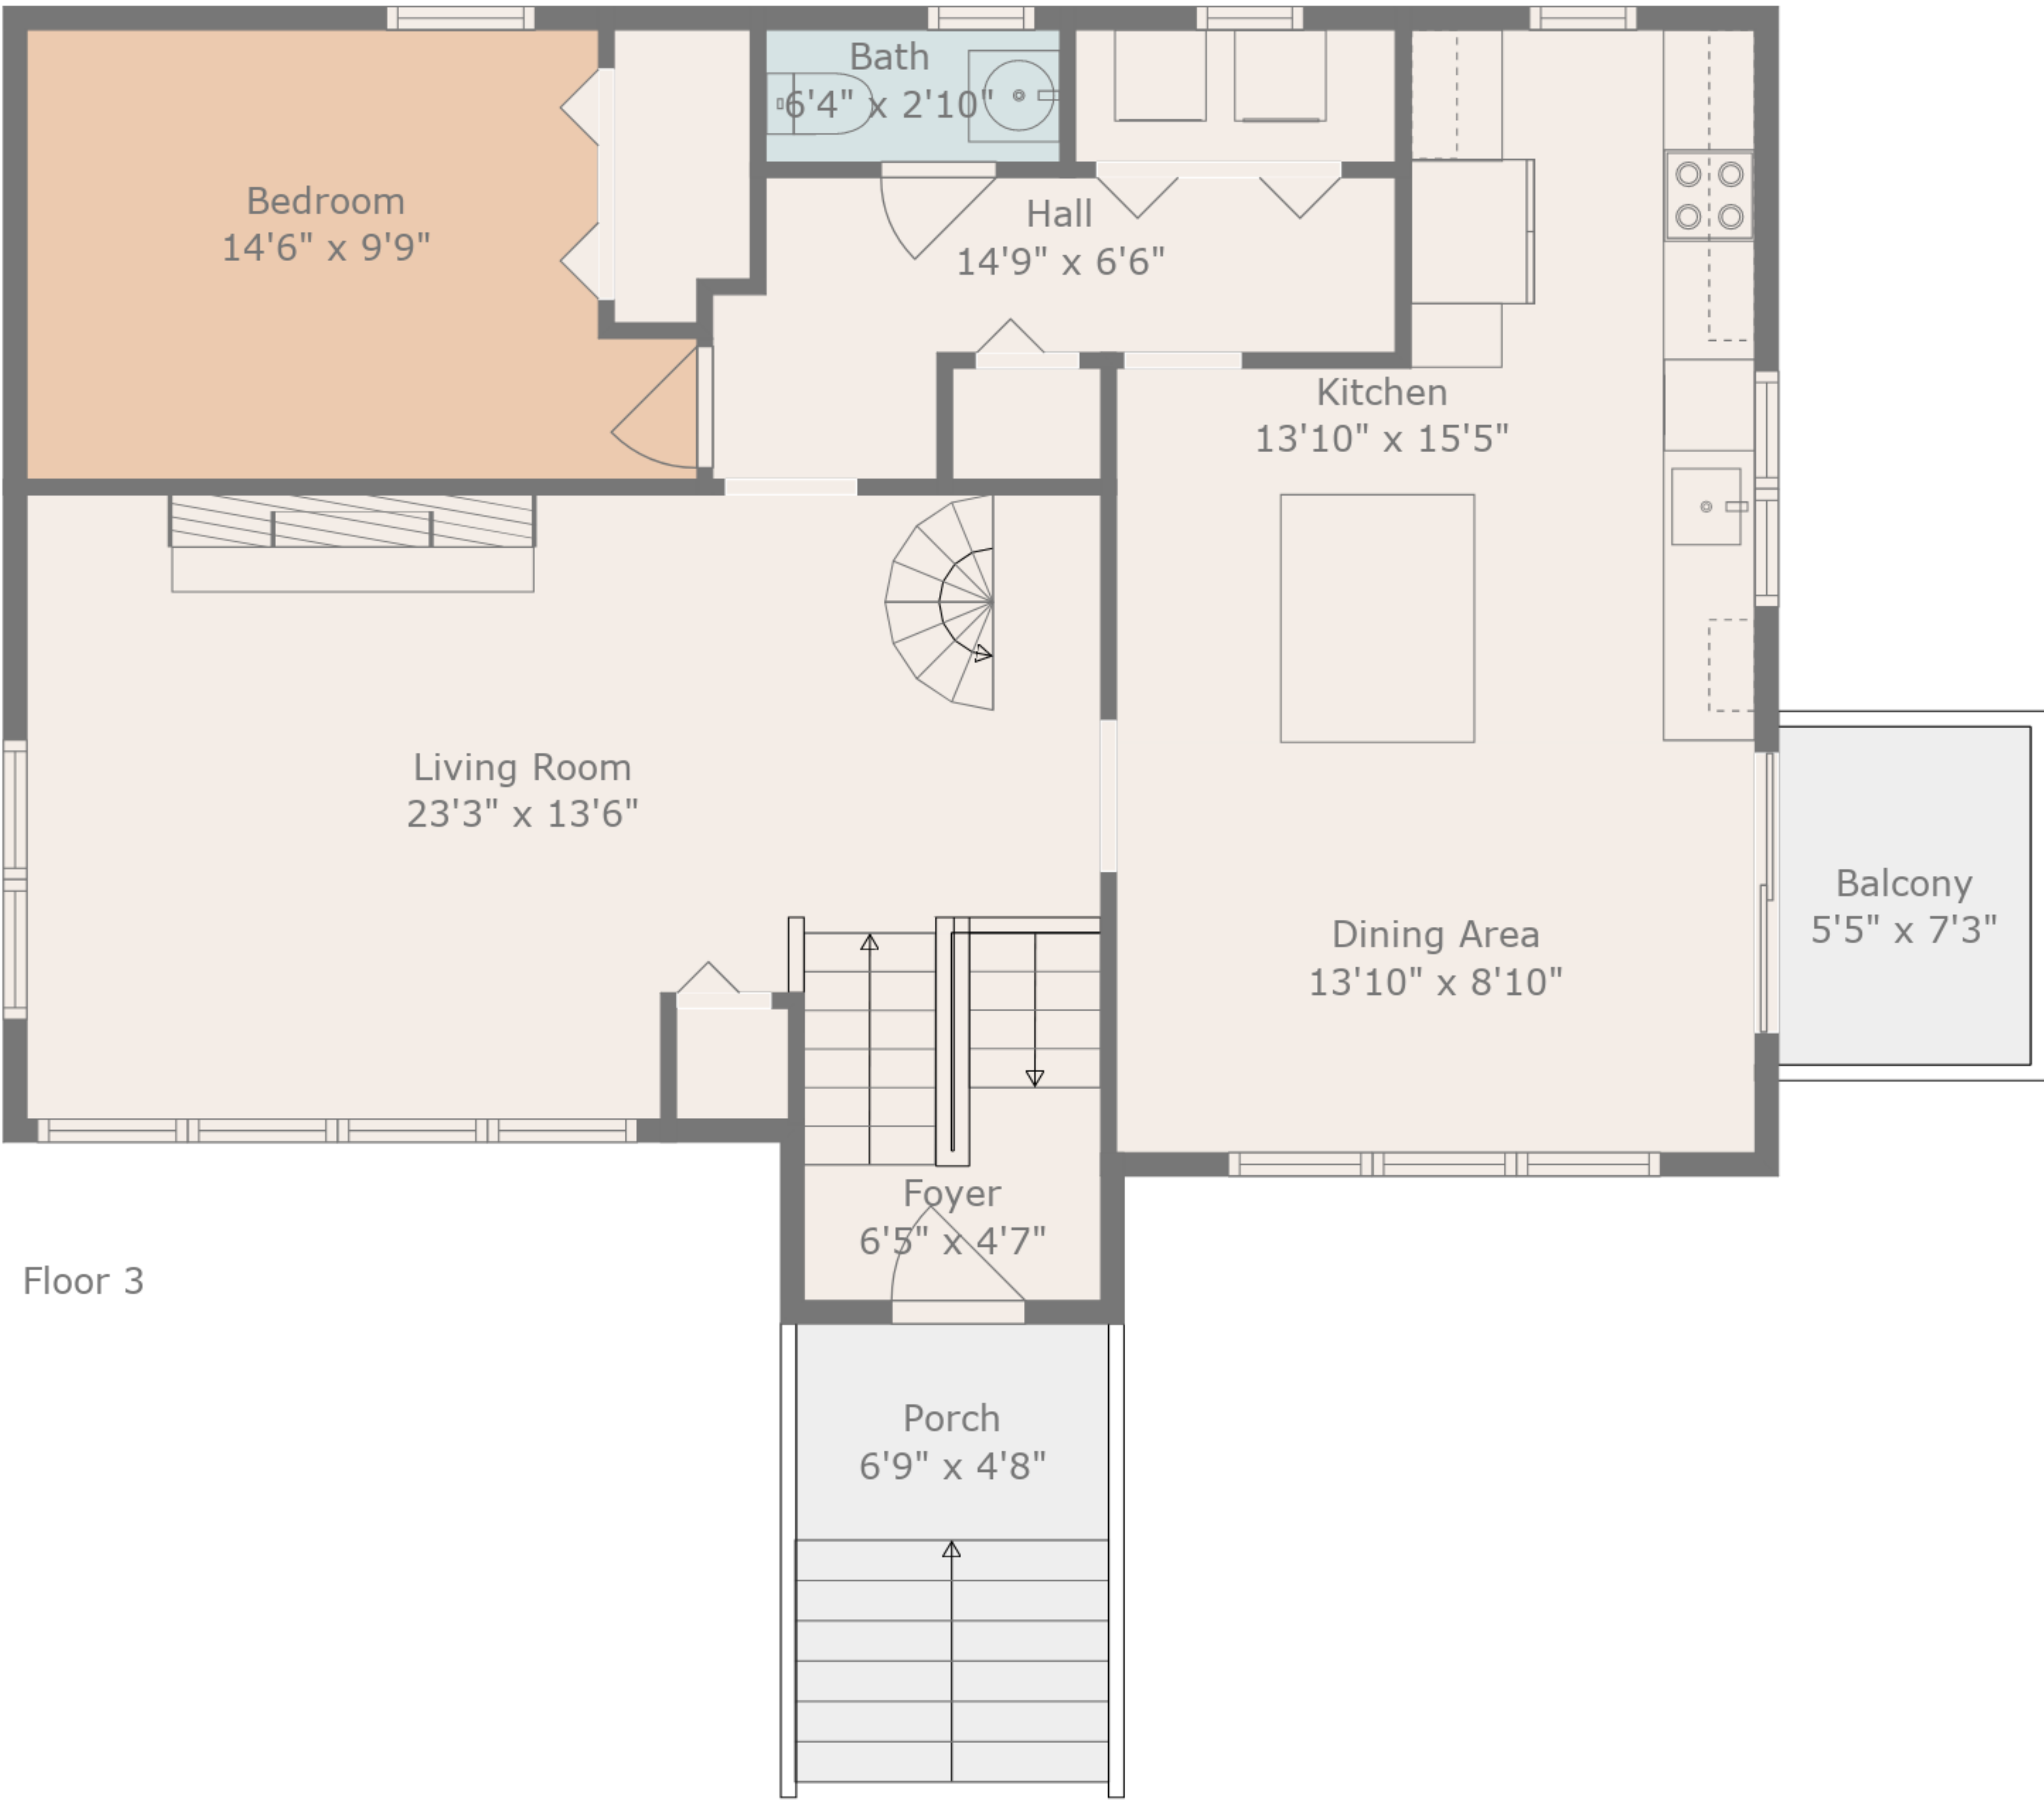 Bath
6'4" x 2'10"
Bedroom
14'6" x 9'9"
Hall
14'9" x 6'6"
Kitchen
13'10" x 15'5"
Living Room
23'3" x 13'6"
Balcony
5'5" x 7'3"
Dining Area
13'10" x 8'10"
Foyer
6'5" x 4'7"
Floor 3
Porch
6'9" x 4'8"